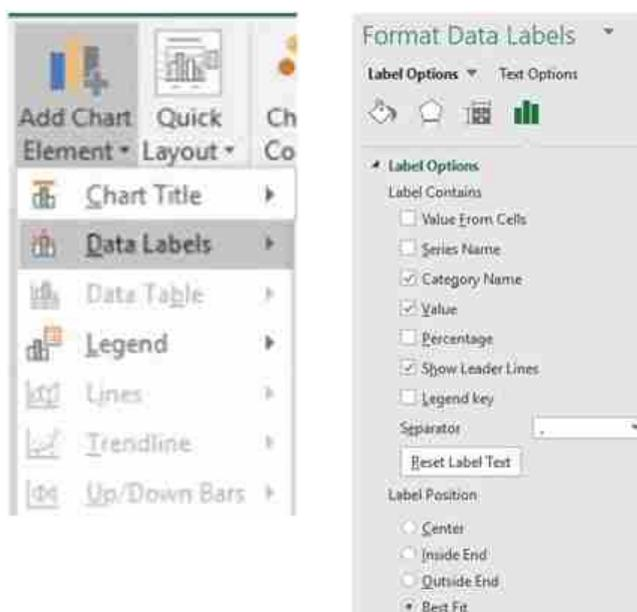 Add Chart
Element
Quick
Layout
Ch
Co
Chart Title
Data Labels
Data Table
Legend
Lines
Trendline
Up/Down Bars
Format Data Labels
Label Options
Text Options
Label Options
Label Contains
Value From Cells
Series Name
Category Name
Value
Percentage
Show Leader Lines
Legend key
Separator ,
Reset Label Text
Label Position
Center
Inside End
Outside End
Best Fit